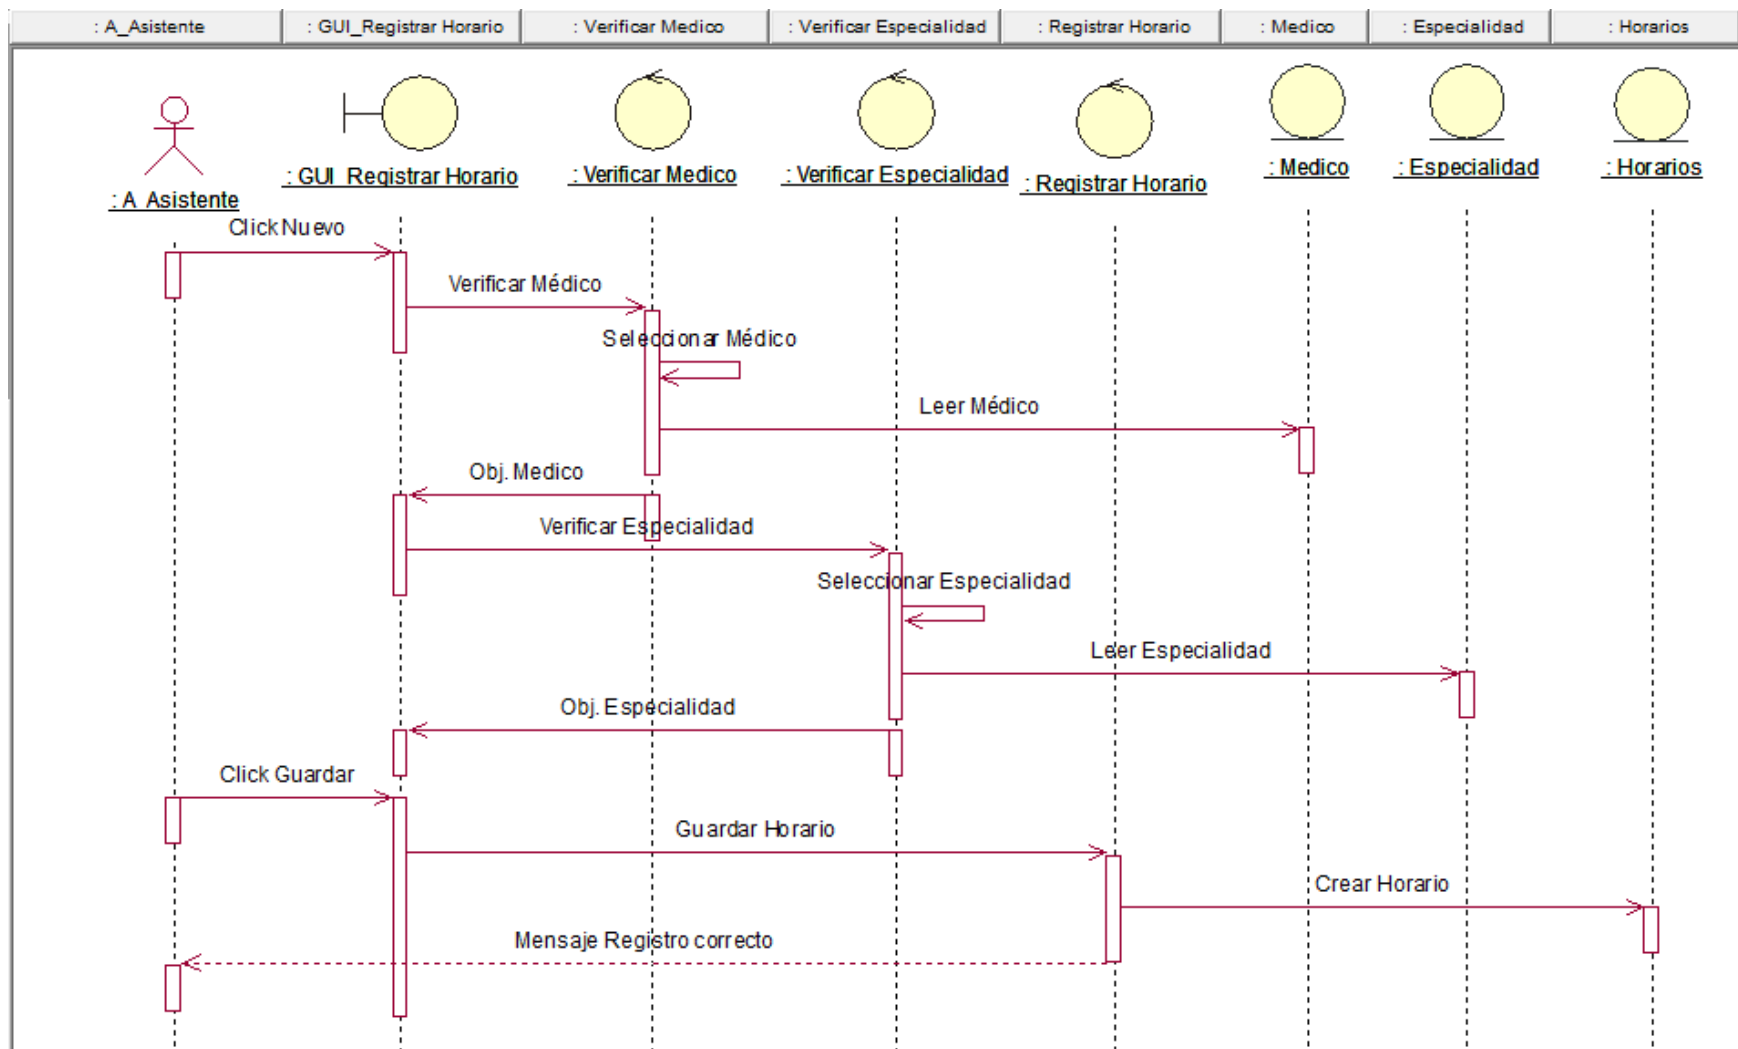 : A_Asistente
: GUI_Registrar Horario
: Verificar Medico
: Verificar Especialidad
: Registrar Horario
: Medico
: Especialidad
: Horarios
: A_Asistente
: GUI_Registrar Horario
: Verificar Medico
: Verificar Especialidad
: Registrar Horario
: Medico
: Especialidad
: Horarios
Click Nuevo
Verificar Médico
Seleccionar Médico
Leer Médico
Obj. Medico
Verificar Especialidad
Seleccionar Especialidad
Leer Especialidad
Obj. Especialidad
Click Guardar
Guardar Horario
Crear Horario
Mensaje Registro correcto